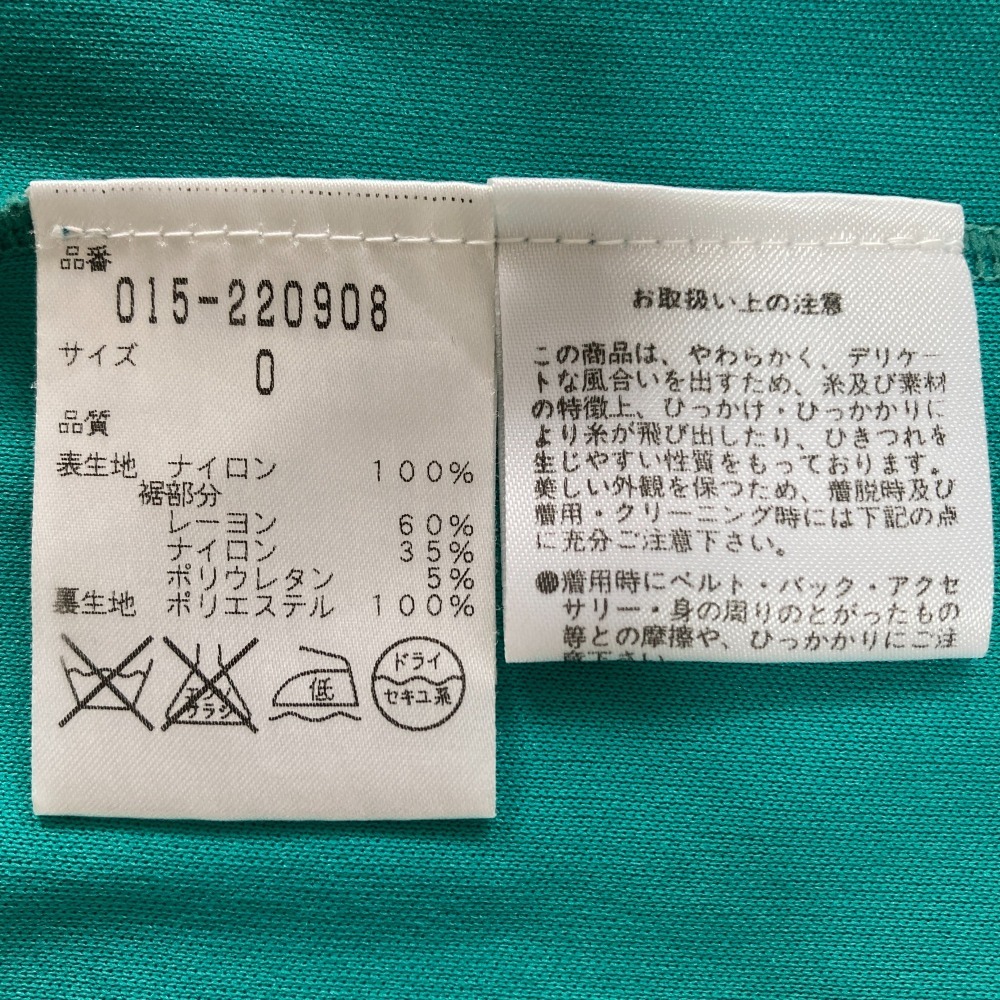 品番
015-220908
サイズ
0
品質
表生地 ナイロン 100%
裾部分
レーヨン 60%
ナイロン 35%
ポリウレタン 5%
裏生地 ポリエステル 100%
エンソ
ブラシ
低
ドライ
セキユ系
お取扱い上の注意
この商品は、やわらかく、デリケー
トな風合いを出すため、糸及び素材
の特徴上、ひっかけ・ひっかかりに
より糸が飛び出したり、ひきつれを
生じやすい性質をもっております。
美しい外観を保つため、着脱時及び
着用・クリーニング時には下記の点
に充分ご注意下さい。
●着用時にベルト・バック・アクセ
サリー・身の周りのとがったもの
等との摩擦や、ひっかかりにご注
意下さい